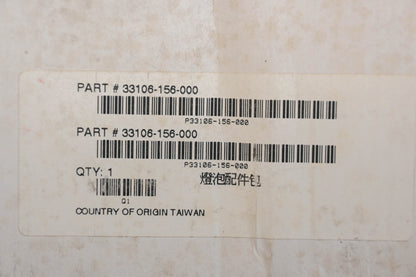 PART # 33106-156-000
P33106-156-000
PART # 33106-156-000
P33106-156-000
QTY: 1
燈泡配件包
Q1
COUNTRY OF ORIGIN TAIWAN